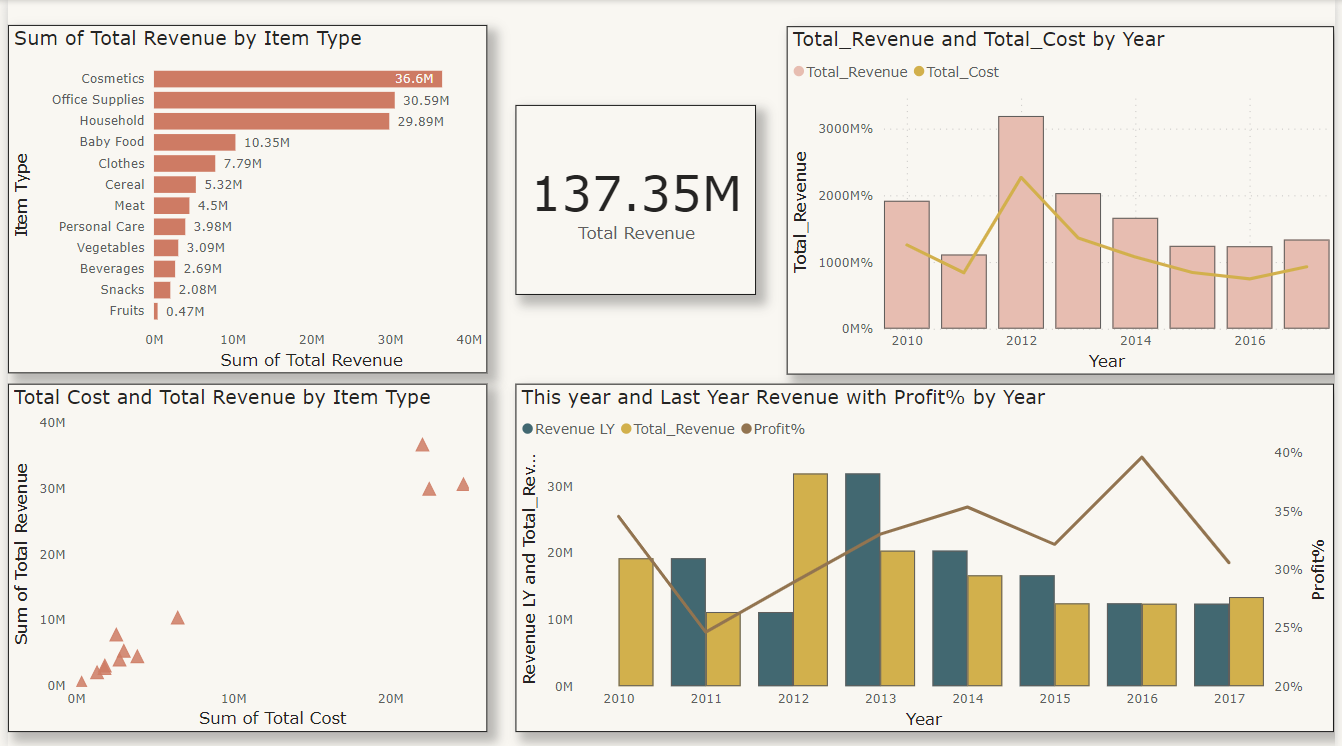 Sum of Total Revenue by Item Type
Item Type
Cosmetics 36.6M
Office Supplies 30.59M
Household 29.89M
Baby Food 10.35M
Clothes 7.79M
Cereal 5.32M
Meat 4.5M
Personal Care 3.98M
Vegetables 3.09M
Beverages 2.69M
Snacks 2.08M
Fruits 0.47M
0M 10M 20M 30M 40M
Sum of Total Revenue
137.35M
Total Revenue
Total_Revenue and Total_Cost by Year
Total_Revenue Total_Cost
Total_Revenue
3000M%
2000M%
1000M%
0M%
2010 2012 2014 2016
Year
Total Cost and Total Revenue by Item Type
Sum of Total Revenue
40M
30M
20M
10M
0M
0M 10M 20M
Sum of Total Cost
This year and Last Year Revenue with Profit% by Year
Revenue LY Total_Revenue Profit%
Revenue LY and Total_Rev...
30M
20M
10M
0M
40%
35%
30%
25%
20%
Profit%
2010 2011 2012 2013 2014 2015 2016 2017
Year